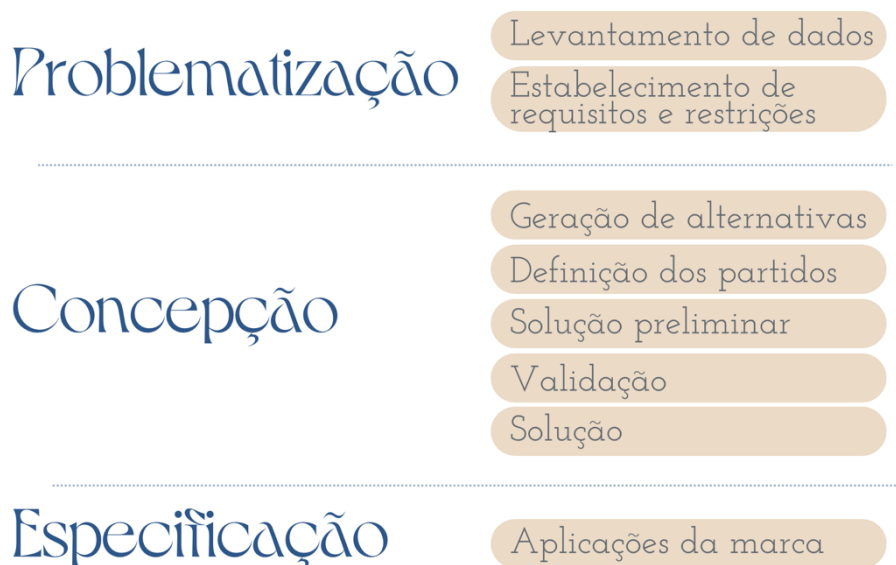 Problematização
Levantamento de dados
Estabelecimento de
requisitos e restrições
Concepção
Geração de alternativas
Definição dos partidos
Solução preliminar
Validação
Solução
Especificação
Aplicações da marca